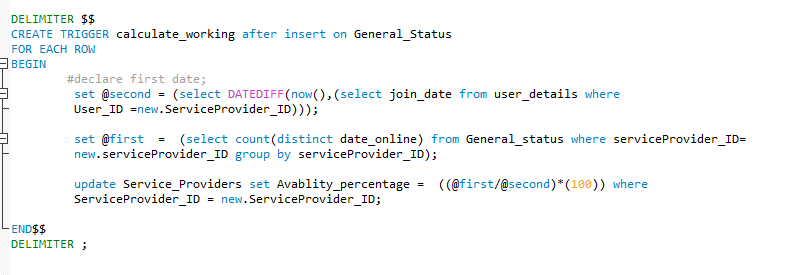 DELIMITER $$
CREATE TRIGGER calculate_working after insert on General_Status
FOR EACH ROW
BEGIN
#declare first date;
set @second = (select DATEDIFF(now(),(select join_date from user_details where
User_ID =new.ServiceProvider_ID)));
set @first  =  (select count(distinct date_online) from General_status where serviceProvider_ID=
new.serviceProvider_ID group by serviceProvider_ID);
update Service_Providers set Avablity_percentage =  ((@first/@second)*(100)) where
ServiceProvider_ID = new.ServiceProvider_ID;
END$$
DELIMITER ;